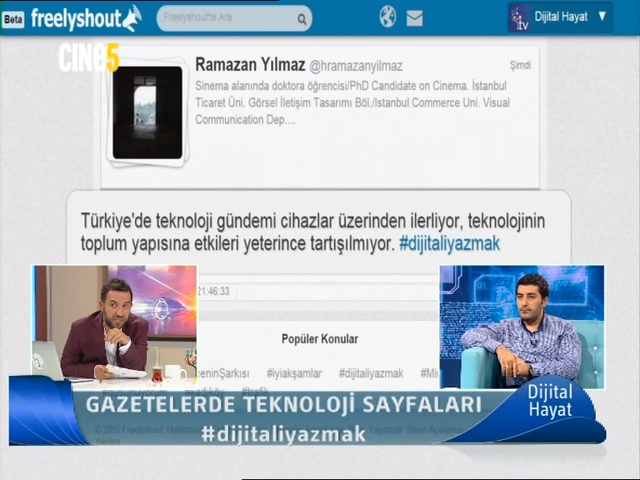 Beta freelyshout Freelyshout'ta Ara Dijital Hayat
CINE5
Ramazan Yılmaz @hramazanyilmaz Şimdi
Sinema alanında doktora öğrencisi/PhD Candidate on Cinema. İstanbul
Ticaret Üni. Görsel İletişim Tasarımı Böl./Istanbul Commerce Uni. Visual
Communication Dep....
Türkiye'de teknoloji gündemi cihazlar üzerinden ilerliyor, teknolojinin
toplum yapısına etkileri yeterince tartışılmıyor. #dijitaliyazmak
21:46:33
Popüler Konular
#iyiakşamlar #dijitaliyazmak
GAZETELERDE TEKNOLOJİ SAYFALARI
#dijitaliyazmak
Dijital
Hayat